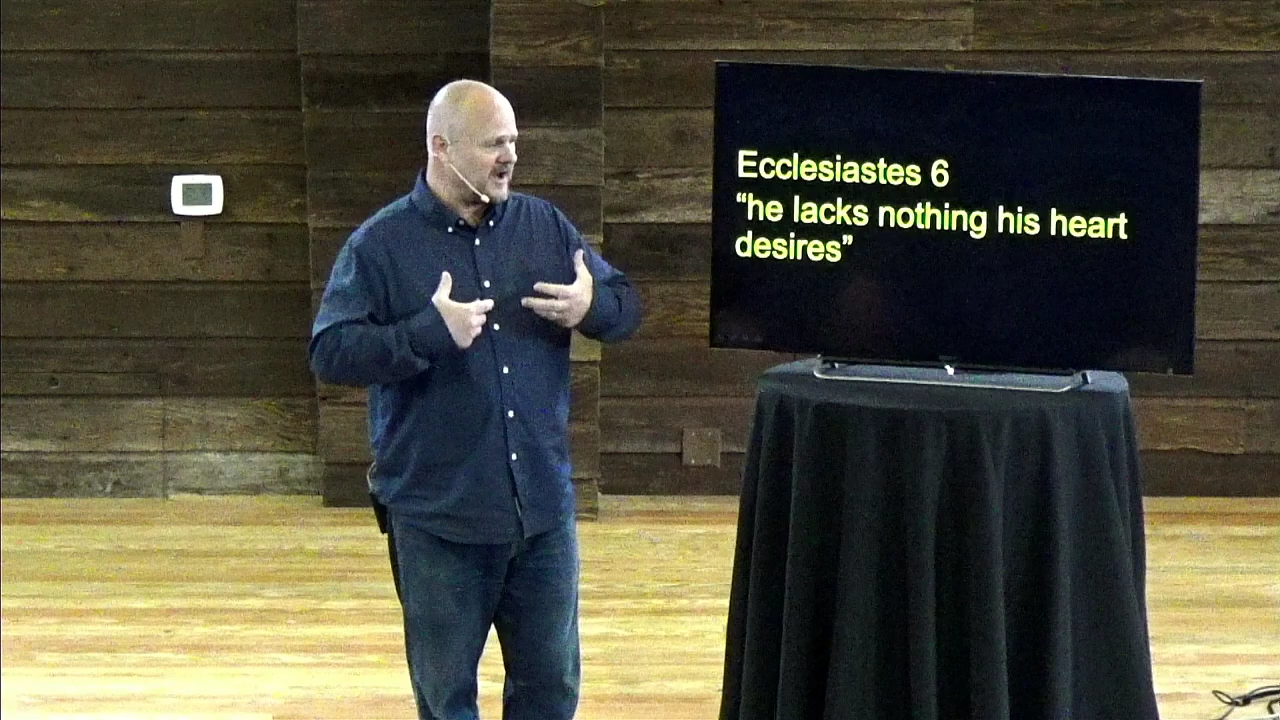 Ecclesiastes 6
“he lacks nothing his heart
desires”